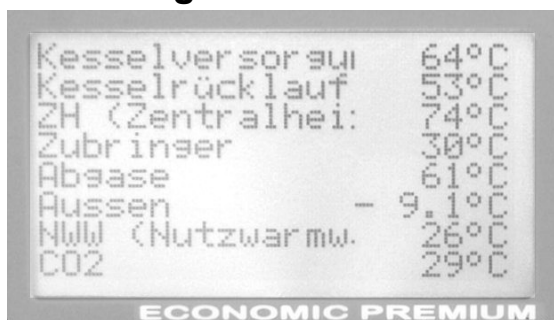 Kesselversorgu 64°C
Kesselrücklauf 53°C
ZH (Zentralhei 74°C
Zubringer 30°C
Abgase 61°C
Aussen - 9.1°C
NWW (Nutzwarmw. 26°C
CO2 29°C
ECONOMIC PREMIUM